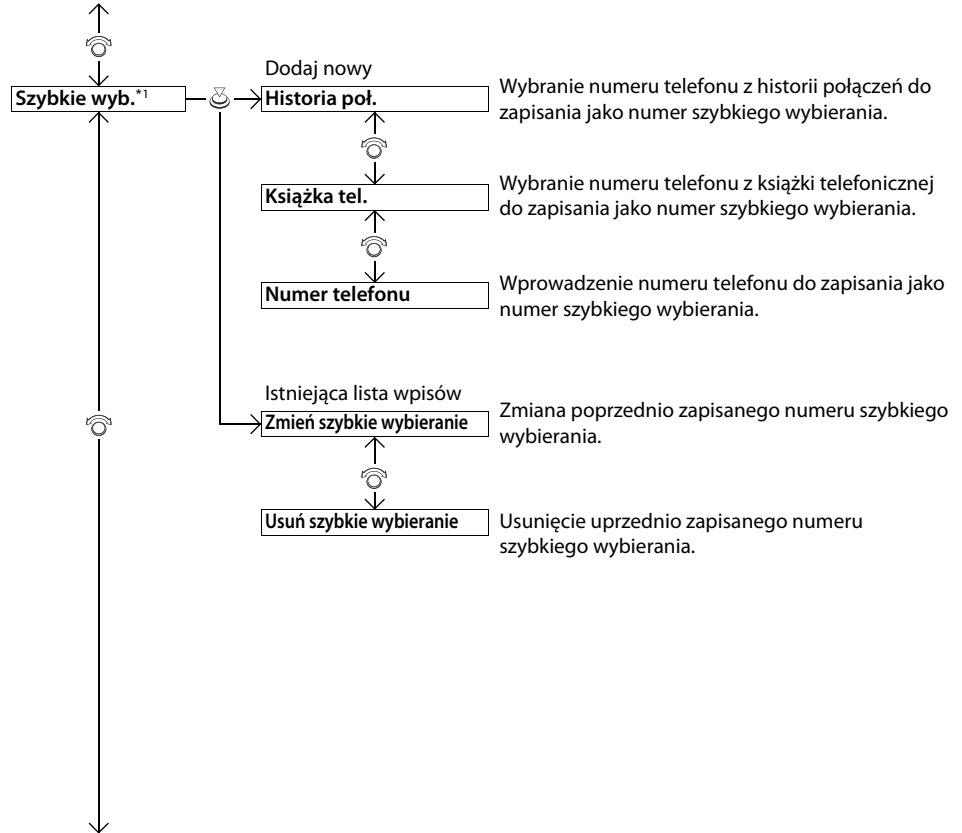 Szybkie wyb.*1
Dodaj nowy
Historia poł.
Wybranie numeru telefonu z historii połączeń do
zapisania jako numer szybkiego wybierania.
Książka tel.
Wybranie numeru telefonu z książki telefonicznej
do zapisania jako numer szybkiego wybierania.
Numer telefonu
Wprowadzenie numeru telefonu do zapisania jako
numer szybkiego wybierania.
Istniejąca lista wpisów
Zmień szybkie wybieranie
Zmiana poprzednio zapisanego numeru szybkiego
wybierania.
Usuń szybkie wybieranie
Usunięcie uprzednio zapisanego numeru
szybkiego wybierania.